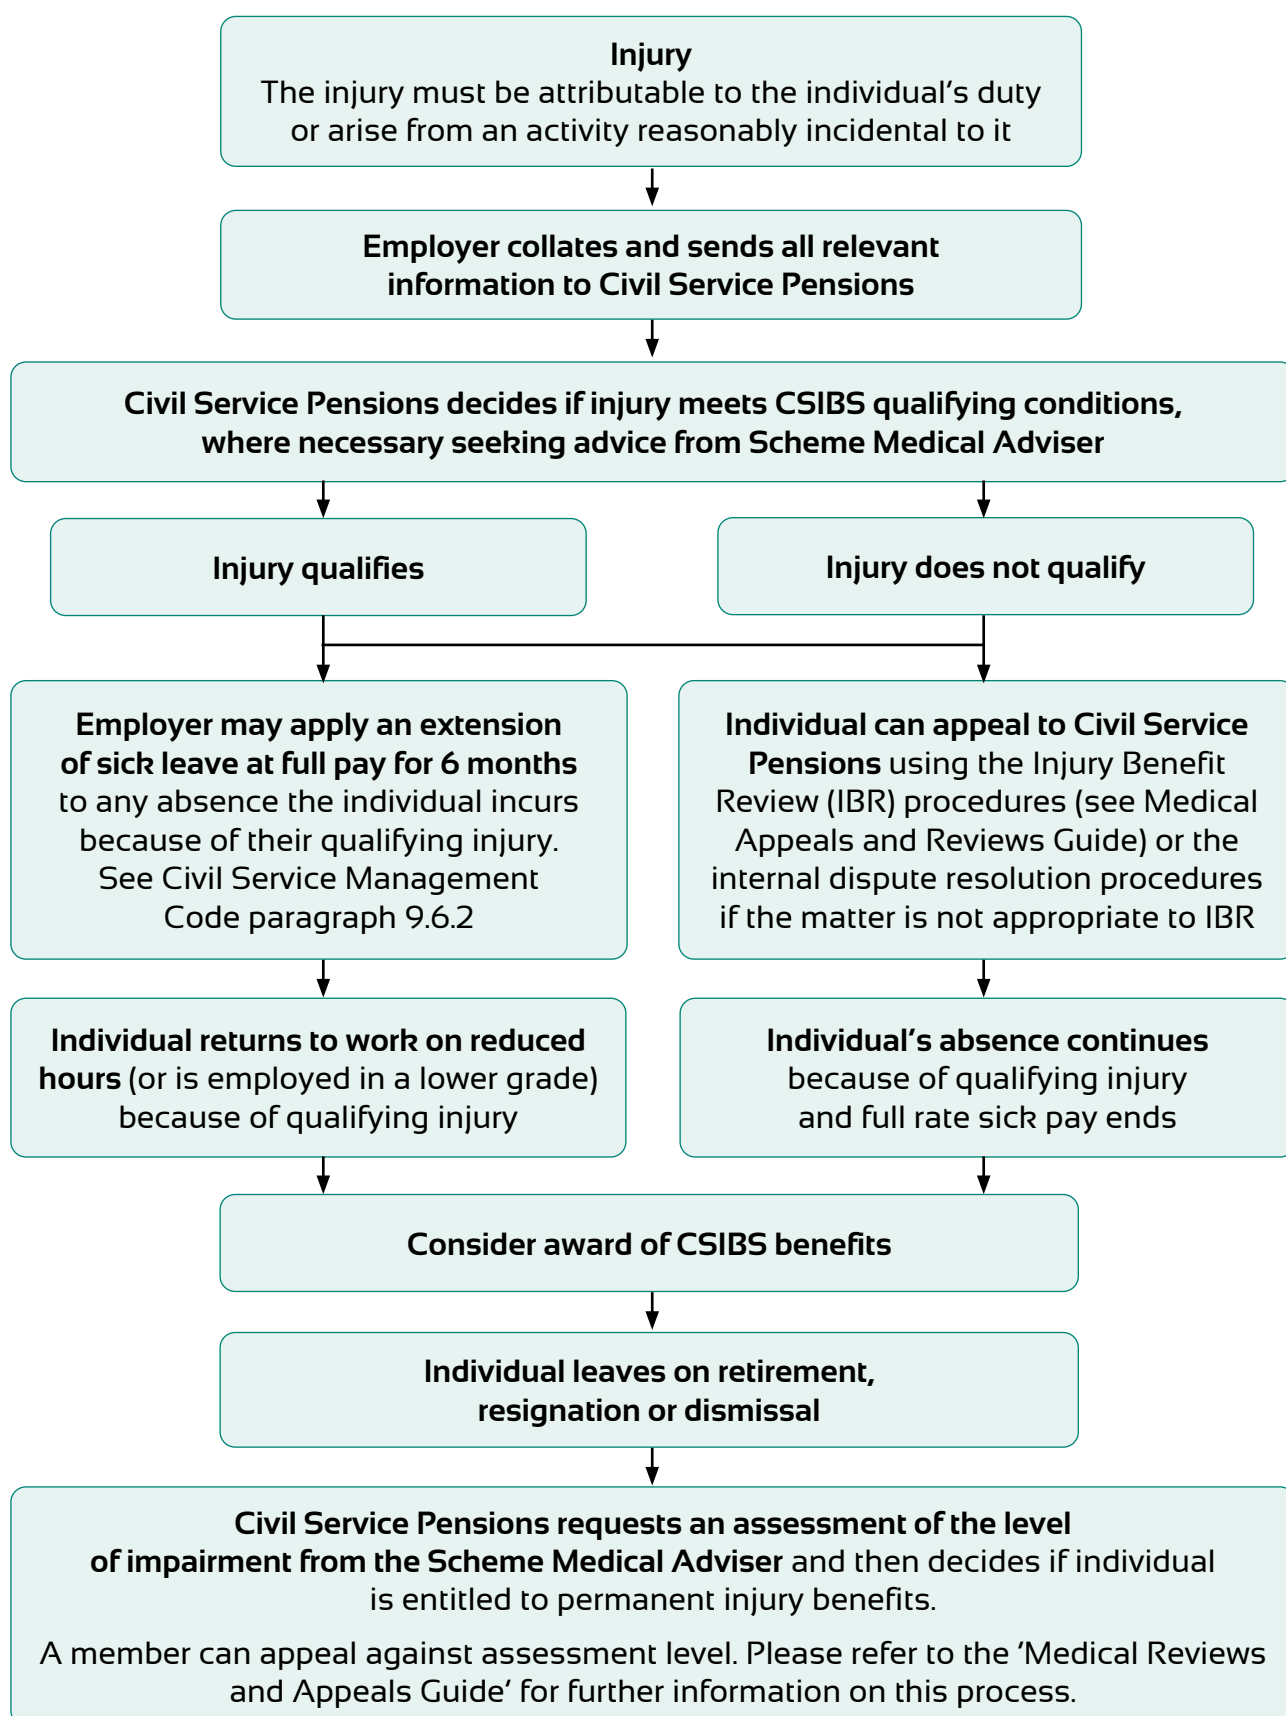 Injury
The injury must be attributable to the individual’s duty
or arise from an activity reasonably incidental to it
Employer collates and sends all relevant
information to Civil Service Pensions
Civil Service Pensions decides if injury meets CSIBS qualifying conditions,
where necessary seeking advice from Scheme Medical Adviser
Injury qualifies
Injury does not qualify
Employer may apply an extension
of sick leave at full pay for 6 months
to any absence the individual incurs
because of their qualifying injury.
See Civil Service Management
Code paragraph 9.6.2
Individual can appeal to Civil Service
Pensions using the Injury Benefit
Review (IBR) procedures (see Medical
Appeals and Reviews Guide) or the
internal dispute resolution procedures
if the matter is not appropriate to IBR
Individual returns to work on reduced
hours (or is employed in a lower grade)
because of qualifying injury
Individual’s absence continues
because of qualifying injury
and full rate sick pay ends
Consider award of CSIBS benefits
Individual leaves on retirement,
resignation or dismissal
Civil Service Pensions requests an assessment of the level
of impairment from the Scheme Medical Adviser and then decides if individual
is entitled to permanent injury benefits.
A member can appeal against assessment level. Please refer to the ‘Medical Reviews
and Appeals Guide’ for further information on this process.